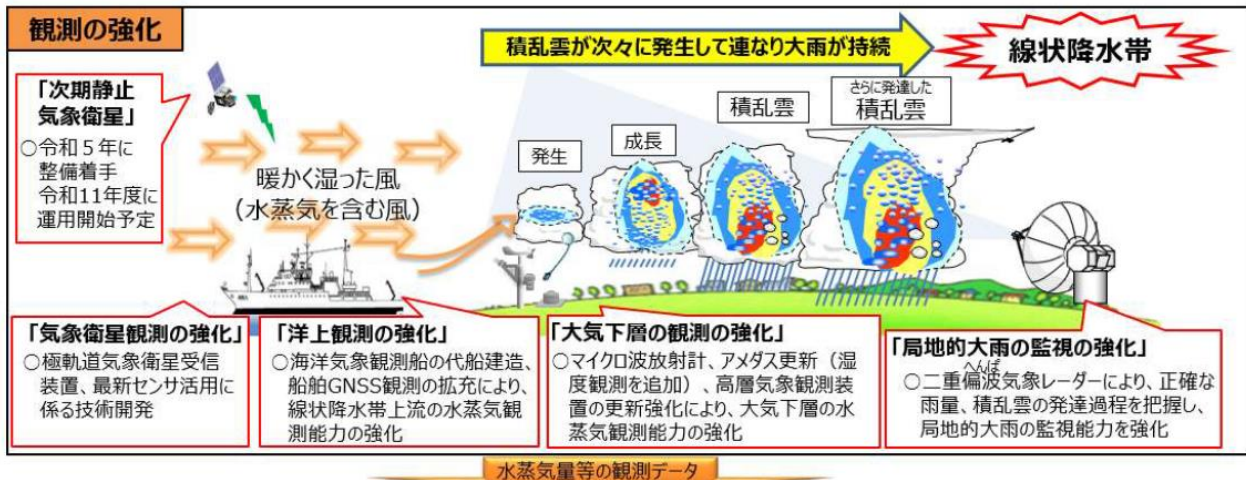 観測の強化
積乱雲が次々に発生して連なり大雨が持続
線状降水帯
「次期静止
気象衛星」
○令和５年に
整備着手
令和11年度に
運用開始予定
暖かく湿った風
(水蒸気を含む風)
発生
成長
積乱雲
さらに発達した
積乱雲
「気象衛星観測の強化」
○極軌道気象衛星受信
装置、最新センサ活用に
係る技術開発
「洋上観測の強化」
○海洋気象観測船の代船建造、
船舶GNSS観測の拡充により、
線状降水帯上流の水蒸気観
測能力の強化
「大気下層の観測の強化」
○マイクロ波放射計、アメダス更新（湿
度観測を追加）、高層気象観測装
置の更新強化により、大気下層の水
蒸気観測能力の強化
「局地的大雨の監視の強化」
へんぱ
○二重偏波気象レーダーにより、正確な
雨量、積乱雲の発達過程を把握し、
局地的大雨の監視能力を強化
水蒸気量等の観測データ